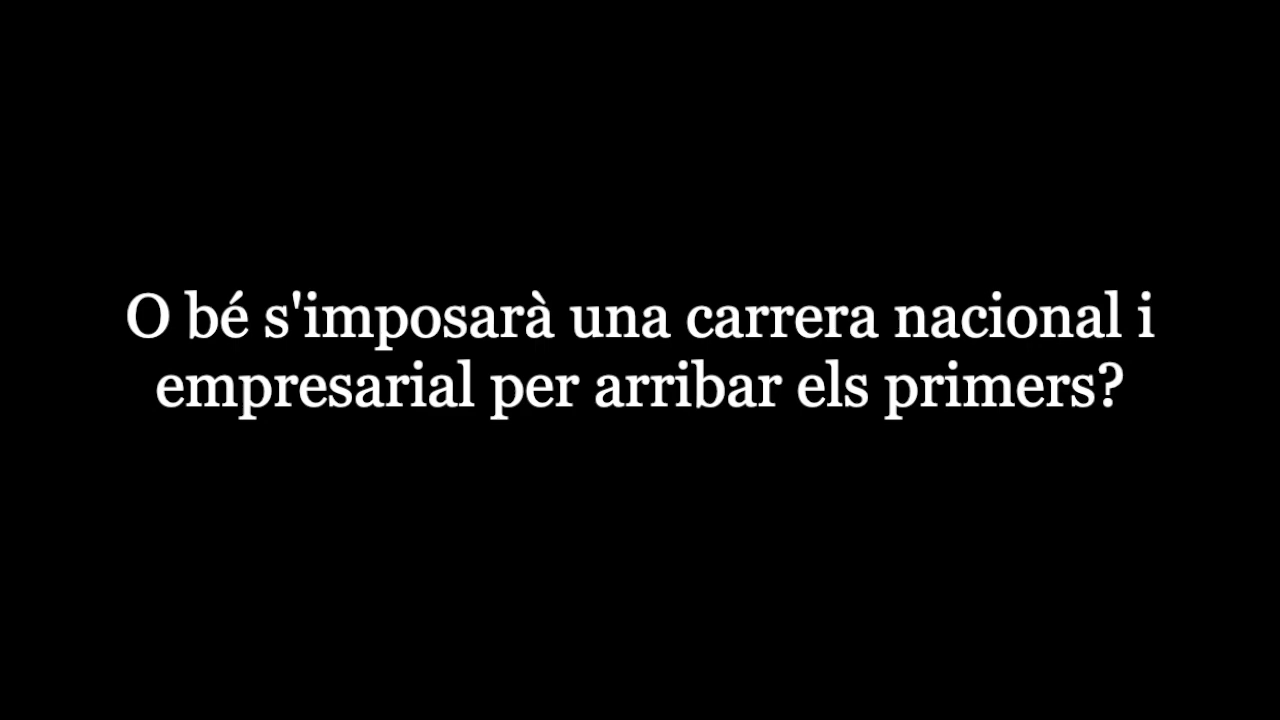 O bé s'imposarà una carrera nacional i
empresarial per arribar els primers?